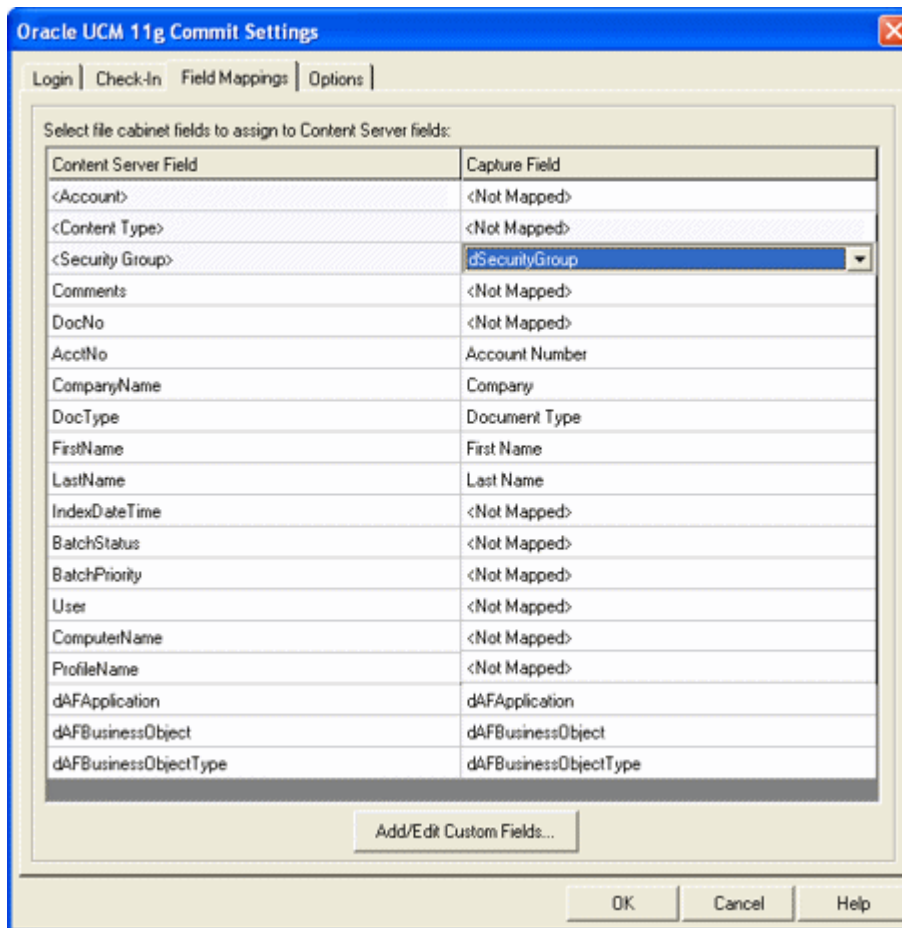 Oracle UCM 11g Commit Settings
Login Check-In Field Mappings Options
Select file cabinet fields to assign to Content Server fields:
Content Server Field Capture Field
<Account> <Not Mapped>
<Content Type> <Not Mapped>
<Security Group> dSecurityGroup
Comments <Not Mapped>
DocNo <Not Mapped>
AcctNo Account Number
CompanyName Company
DocType Document Type
FirstName First Name
LastName Last Name
IndexDateTime <Not Mapped>
BatchStatus <Not Mapped>
BatchPriority <Not Mapped>
User <Not Mapped>
ComputerName <Not Mapped>
ProfileName <Not Mapped>
dAFApplication dAFApplication
dAFBusinessObject dAFBusinessObject
dAFBusinessObjectType dAFBusinessObjectType
Add/Edit Custom Fields...
OK Cancel Help